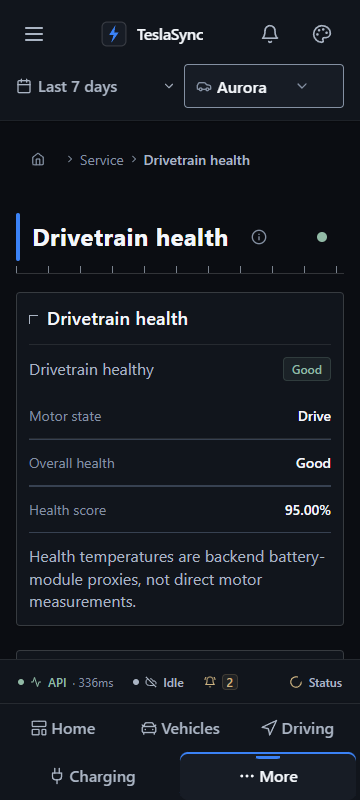 TeslaSync
Last 7 days
Aurora
Service
Drivetrain health
Drivetrain health
Drivetrain health
Drivetrain healthy
Good
Motor state
Drive
Overall health
Good
Health score
95.00%
Health temperatures are backend battery-
module proxies, not direct motor
measurements.
API · 336ms
Idle
2
Status
Home
Vehicles
Driving
Charging
More